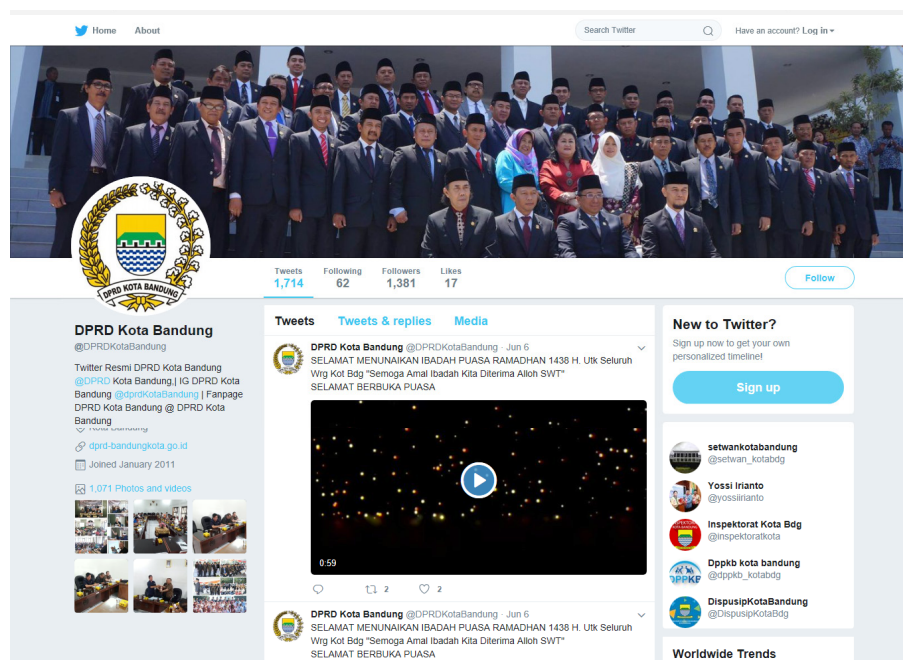 Home About
Search Twitter
Have an account? Log in
Tweets Following Followers Likes
1,714 62 1,381 17
Follow
DPRD KOTA BANDUNG
DPRD Kota Bandung
@DPRDKotaBandung
Twitter Resmi DPRD Kota Bandung
@DPRD Kota Bandung,| IG DPRD Kota
Bandung @dprdKotaBandung | Fanpage
DPRD Kota Bandung @ DPRD Kota
Bandung
Kota Bandung
dprd-bandungkota.go.id
Joined January 2011
1,071 Photos and videos
Tweets Tweets & replies Media
DPRD Kota Bandung @DPRDKotaBandung · Jun 6
SELAMAT MENUNAIKAN IBADAH PUASA RAMADHAN 1438 H. Utk Seluruh
Wrg Kot Bdg "Semoga Amal Ibadah Kita Diterima Alloh SWT"
SELAMAT BERBUKA PUASA
0:59
2 2
DPRD Kota Bandung @DPRDKotaBandung · Jun 6
SELAMAT MENUNAIKAN IBADAH PUASA RAMADHAN 1438 H. Utk Seluruh
Wrg Kot Bdg "Semoga Amal Ibadah Kita Diterima Alloh SWT"
SELAMAT BERBUKA PUASA
New to Twitter?
Sign up now to get your own
personalized timeline!
Sign up
setwankotabandung
@setwan_kotabdg
Yossi Irianto
@yossiirianto
Inspektorat Kota Bdg
@inspektoratkota
Dppkb kota bandung
@dppkb_kotabdg
DPPKB
DispusipKotaBandung
@DispusipKotaBdg
Worldwide Trends